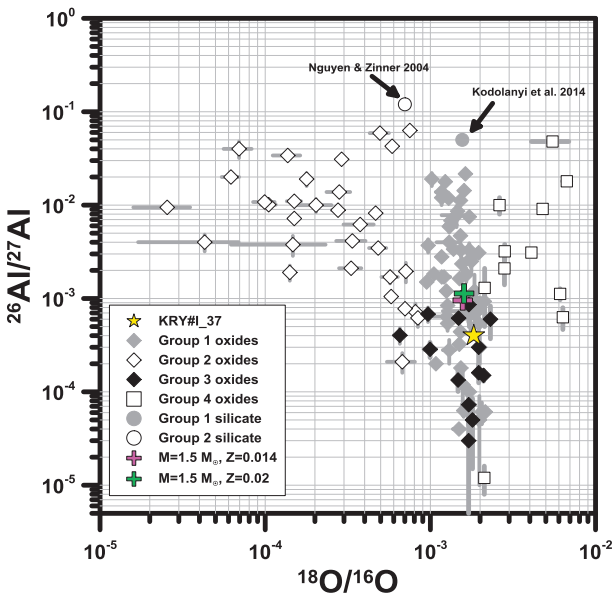 10⁰
Nguyen & Zinner 2004
Kodolanyi et al. 2014
10⁻¹
10⁻²
10⁻³
10⁻⁴
10⁻⁵
²⁶Al/²⁷Al
KRY#I_37
Group 1 oxides
Group 2 oxides
Group 3 oxides
Group 4 oxides
Group 1 silicate
Group 2 silicate
M=1.5 M☉, Z=0.014
M=1.5 M☉, Z=0.02
10⁻⁵ 10⁻⁴ 10⁻³ 10⁻²
¹⁸O/¹⁶O